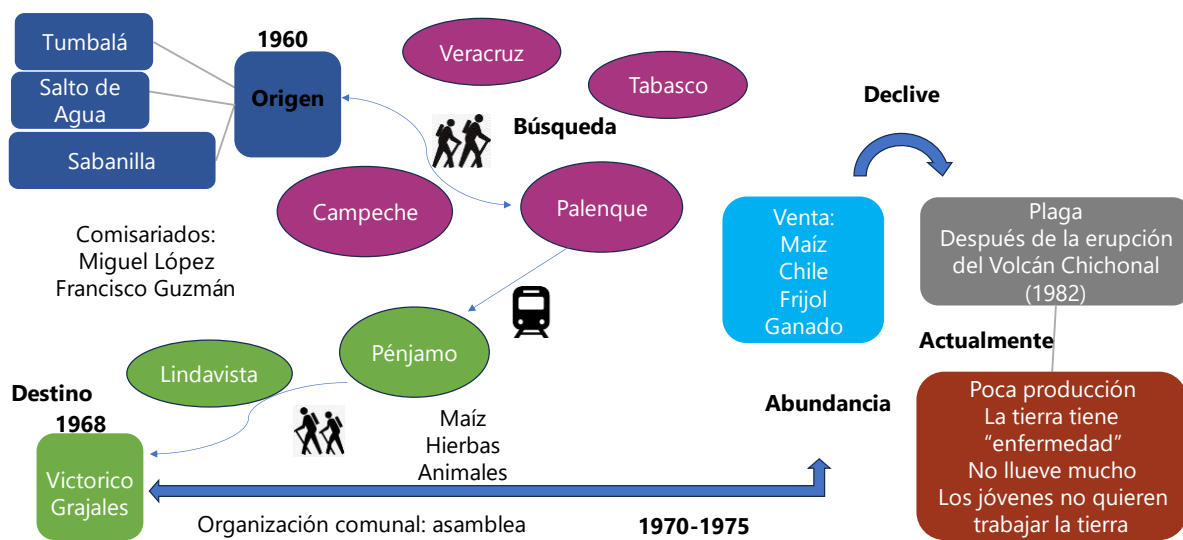 Tumbalá
Salto de
Agua
Sabanilla
1960
Origen
Veracruz
Tabasco
Búsqueda
Campeche
Palenque
Comisariados:
Miguel López
Francisco Guzmán
Pénjamo
Lindavista
Destino
1968
Victorico
Grajales
Maíz
Hierbas
Animales
Organización comunal: asamblea
1970-1975
Abundancia
Venta:
Maíz
Chile
Frijol
Ganado
Declive
Plaga
Después de la erupción
del Volcán Chichonal
(1982)
Actualmente
Poca producción
La tierra tiene
“enfermedad”
No llueve mucho
Los jóvenes no quieren
trabajar la tierra